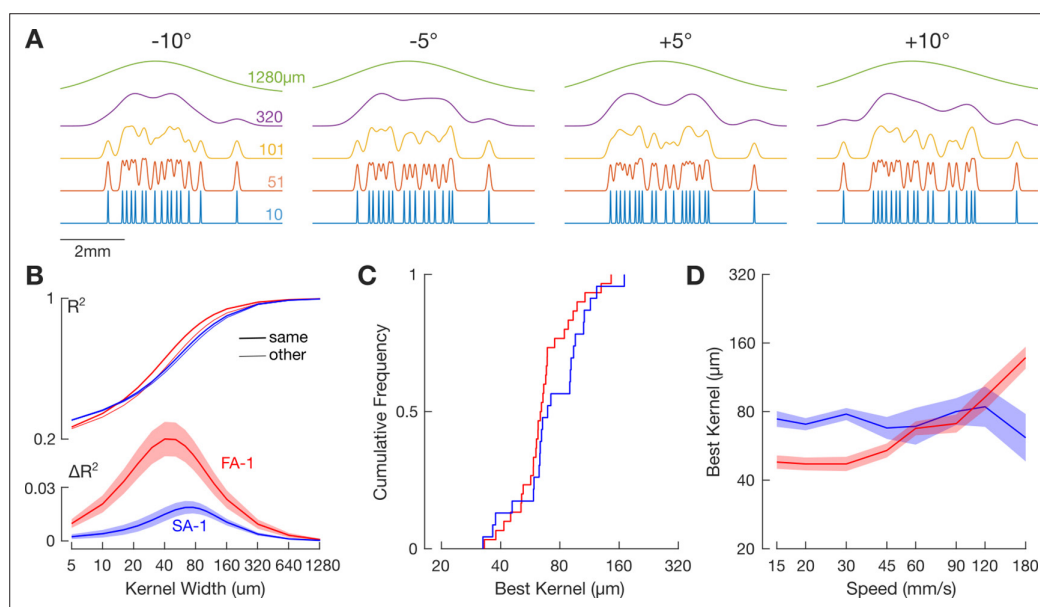 A
-10°
-5°
+5°
+10°
1280μm
320
101
51
10
2mm
B
R²
1
same
other
0.2
ΔR²
0.03
0
FA-1
SA-1
5
10
20
40
80
160
320
640
1280
Kernel Width (um)
C
Cumulative Frequency
1
0.5
0
20
40
80
160
320
Best Kernel (μm)
D
Best Kernel (μm)
320
160
80
40
20
15
20
30
45
60
90
120
180
Speed (mm/s)